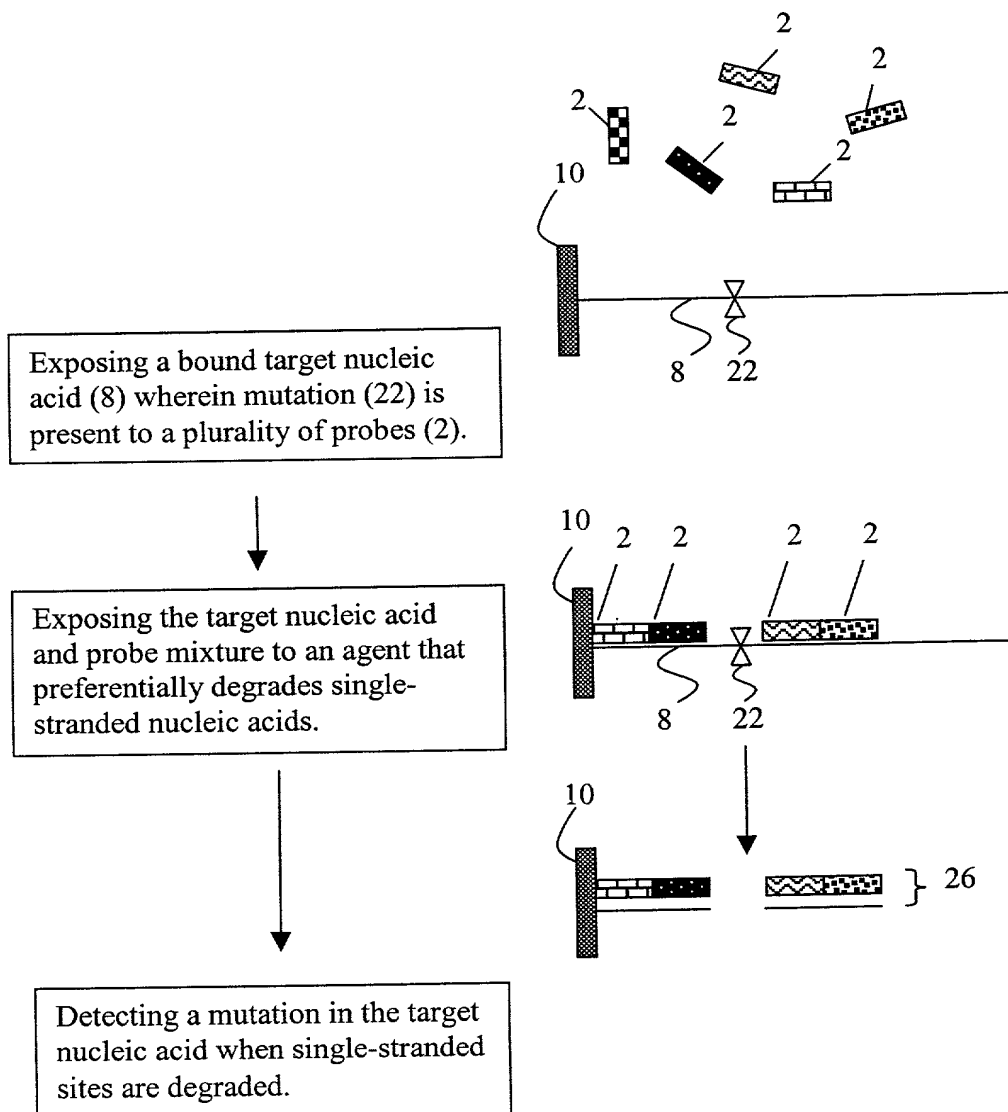 2
2
2
2
2
10
8
22
Exposing a bound target nucleic
acid (8) wherein mutation (22) is
present to a plurality of probes (2).
10
2
2
2
2
Exposing the target nucleic acid
and probe mixture to an agent that
preferentially degrades single-
stranded nucleic acids.
8
22
10
26
Detecting a mutation in the target
nucleic acid when single-stranded
sites are degraded.